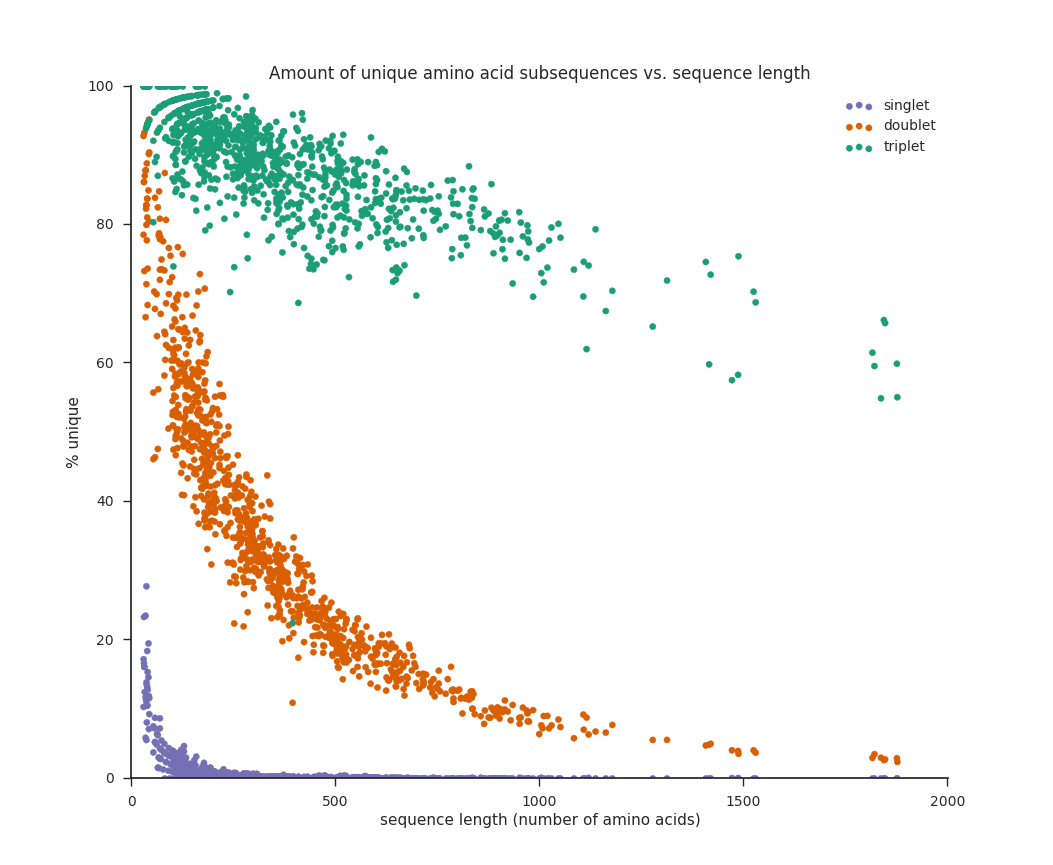 Amount of unique amino acid subsequences vs. sequence length
singlet
doublet
triplet
% unique
100
80
60
40
20
0
0 500 1000 1500 2000
sequence length (number of amino acids)